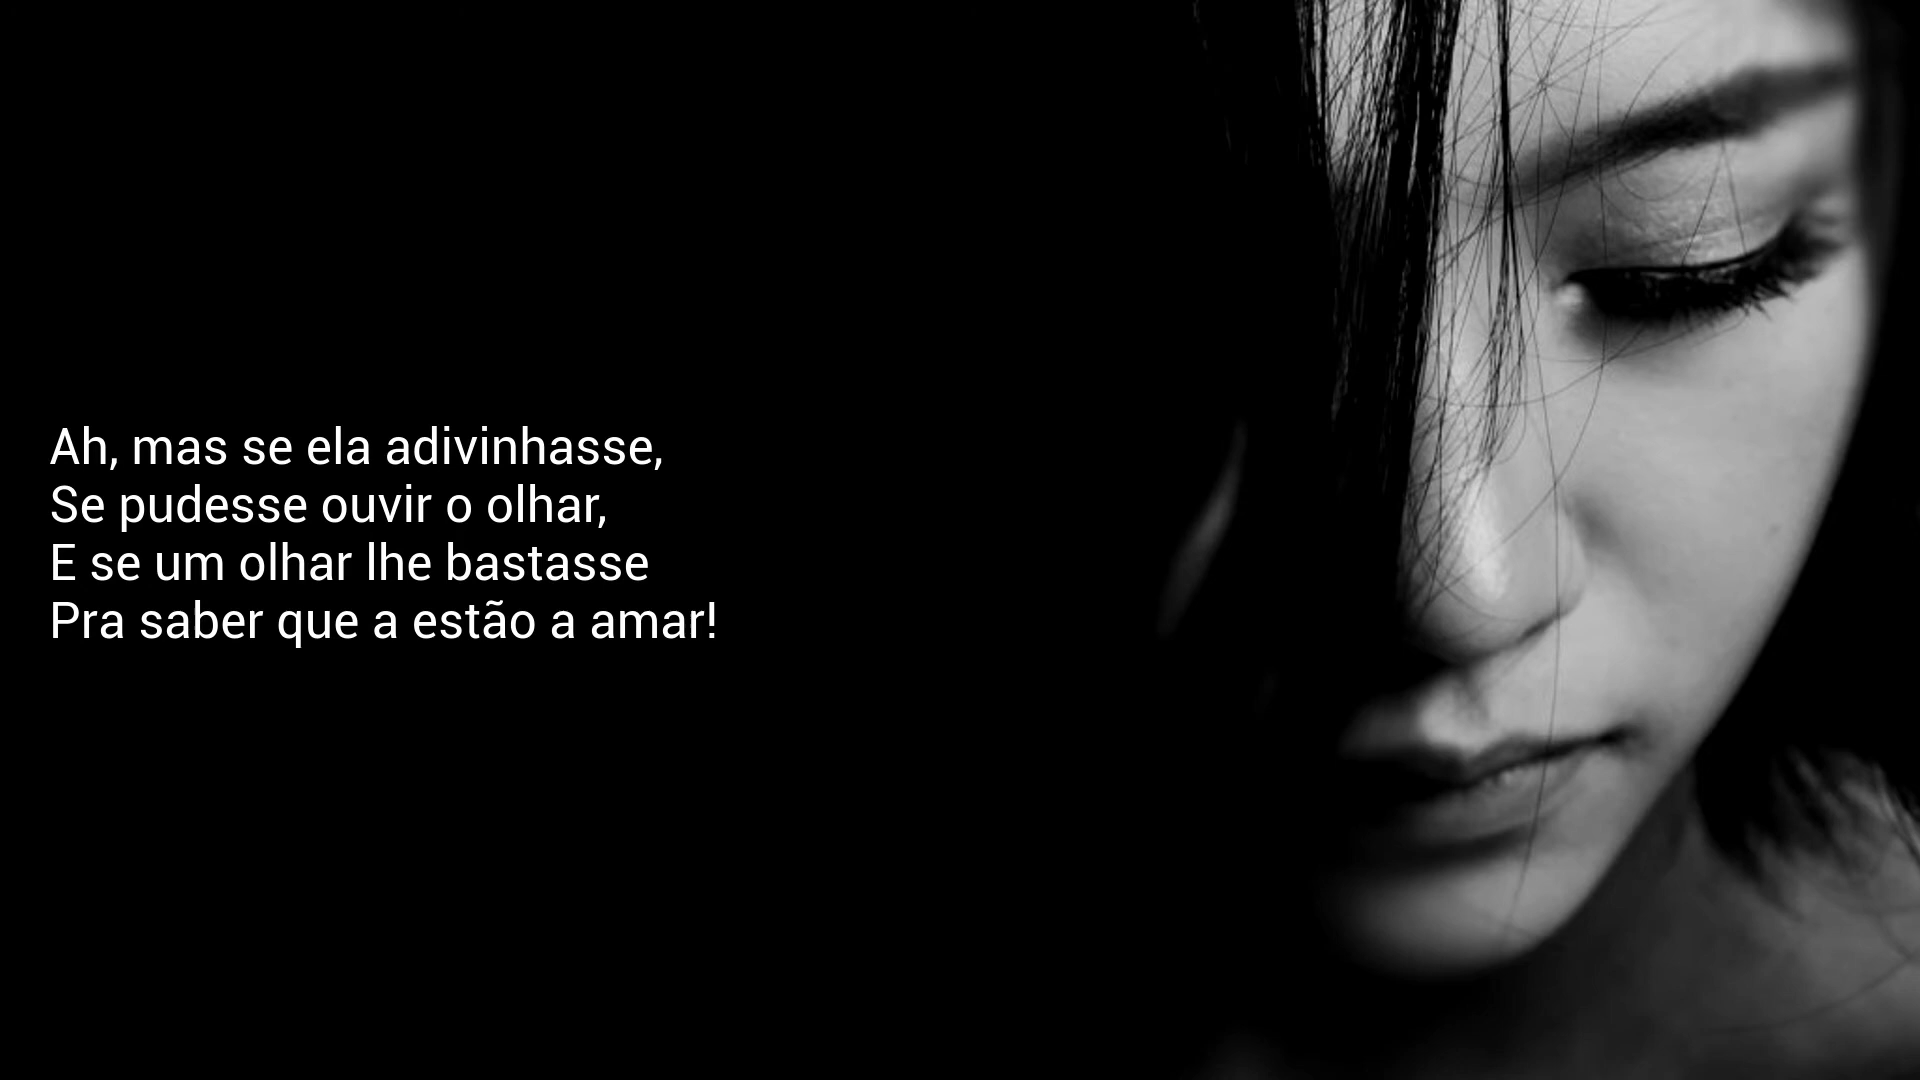 Ah, mas se ela adivinhasse,
Se pudesse ouvir o olhar,
E se um olhar lhe bastasse
Pra saber que a estão a amar!